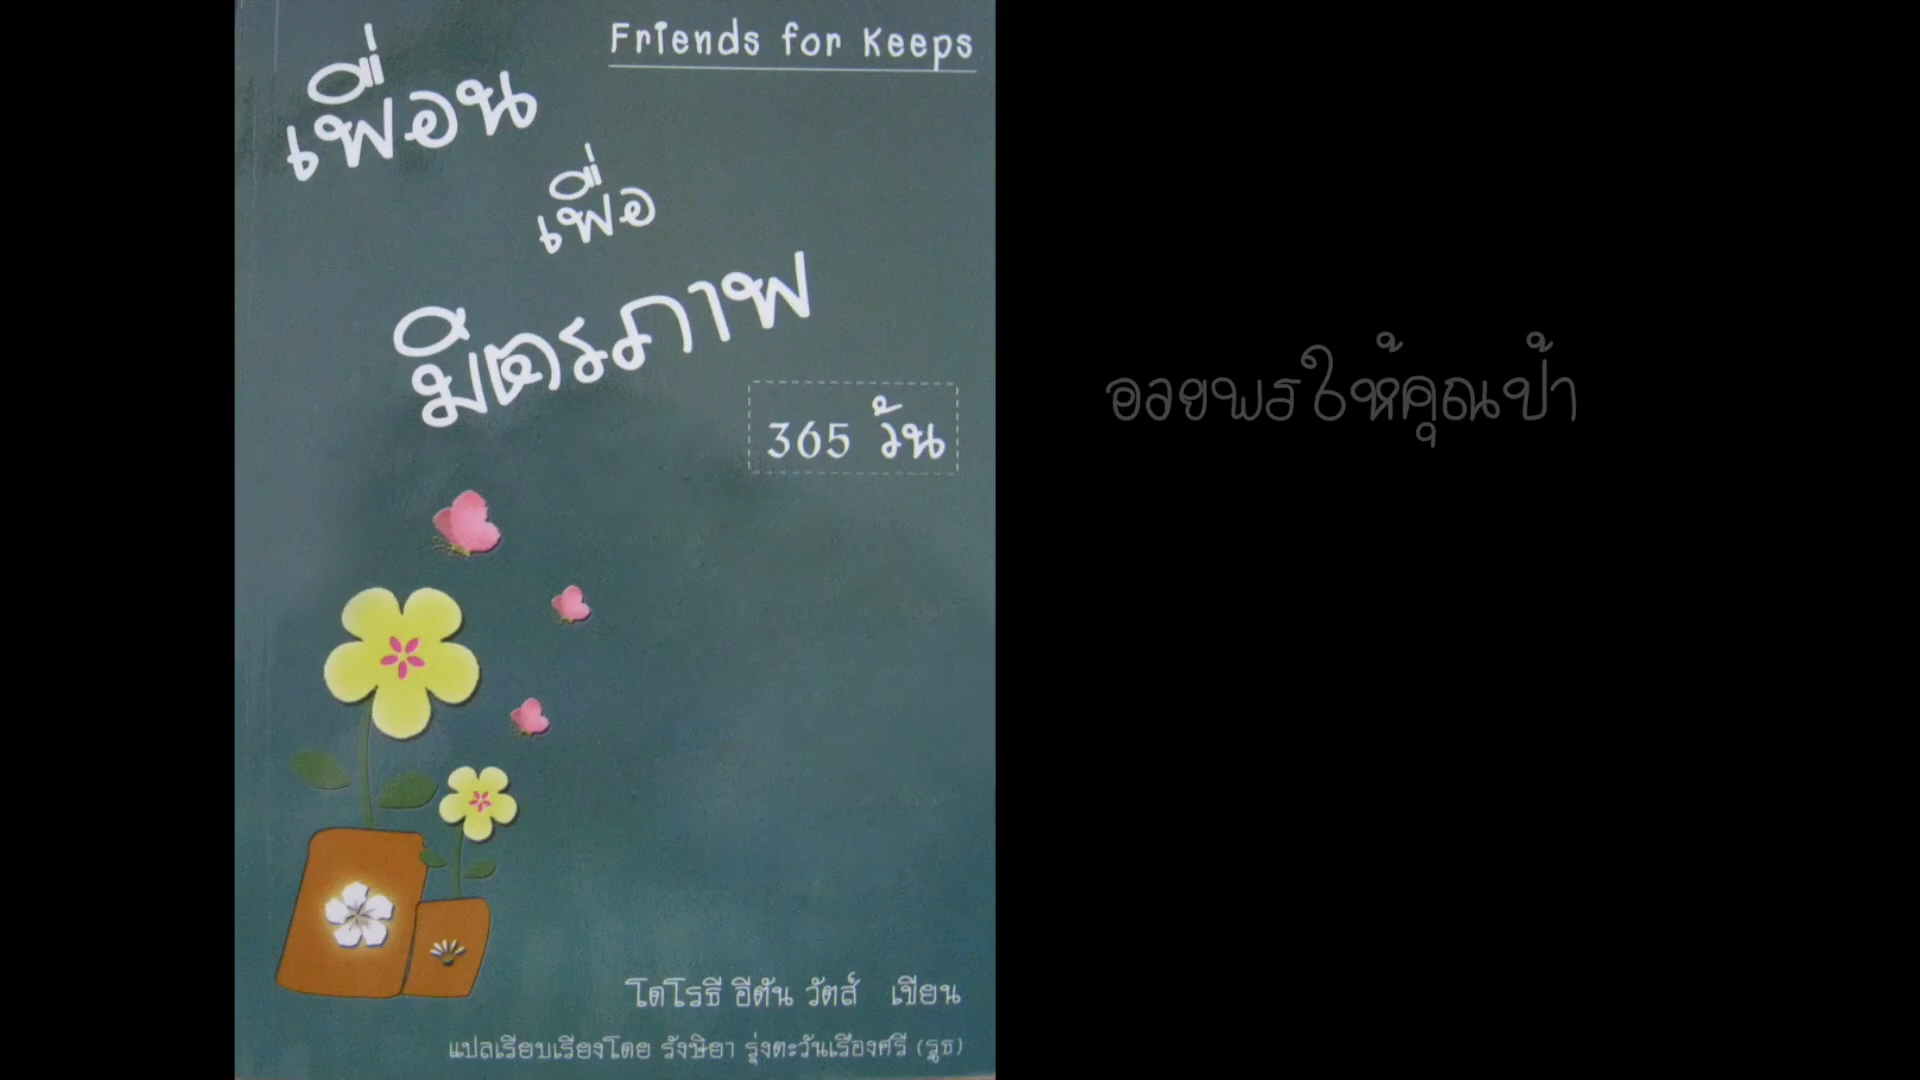 Friends for Keeps
เพื่อน
เพื่อ
มิตรภาพ
365 วัน
โดโรธี อีตัน วัตส์ เขียน
แปลเรียบเรียงโดย รังษิยา รุ่งตะวันเรืองศรี (รูธ)
อวยพรให้คุณป้า